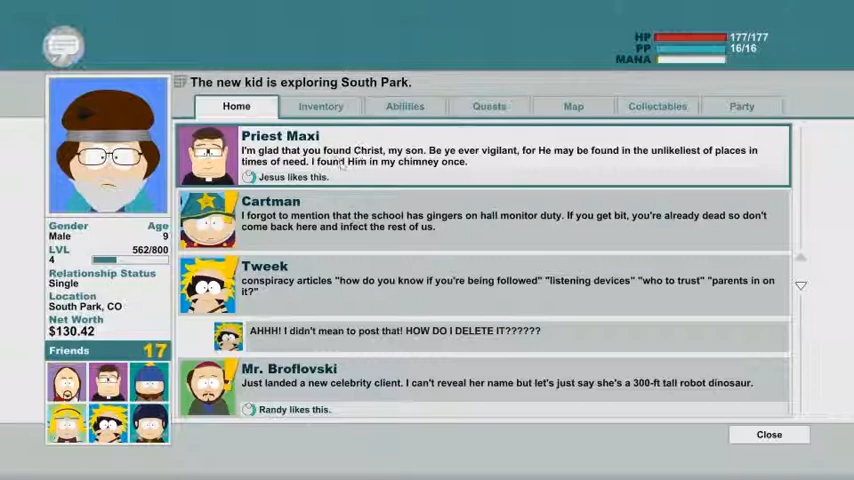 HP 177/177
PP 16/16
MANA
The new kid is exploring South Park.
Home Inventory Abilities Quests Map Collectables Party
Gender Age
Male 9
LVL 562/800
4
Relationship Status
Single
Location
South Park, CO
Net Worth
$130.42
Friends 17
Priest Maxi
I'm glad that you found Christ, my son. Be ye ever vigilant, for He may be found in the unlikeliest of places in
times of need. I found Him in my chimney once.
Jesus likes this.
Cartman
I forgot to mention that the school has gingers on hall monitor duty. If you get bit, you're already dead so don't
come back here and infect the rest of us.
Tweek
conspiracy articles "how do you know if you're being followed" "listening devices" "who to trust" "parents in on
it?"
AHHH! I didn't mean to post that! HOW DO I DELETE IT??????
Mr. Broflovski
Just landed a new celebrity client. I can't reveal her name but let's just say she's a 300-ft tall robot dinosaur.
Randy likes this.
Close